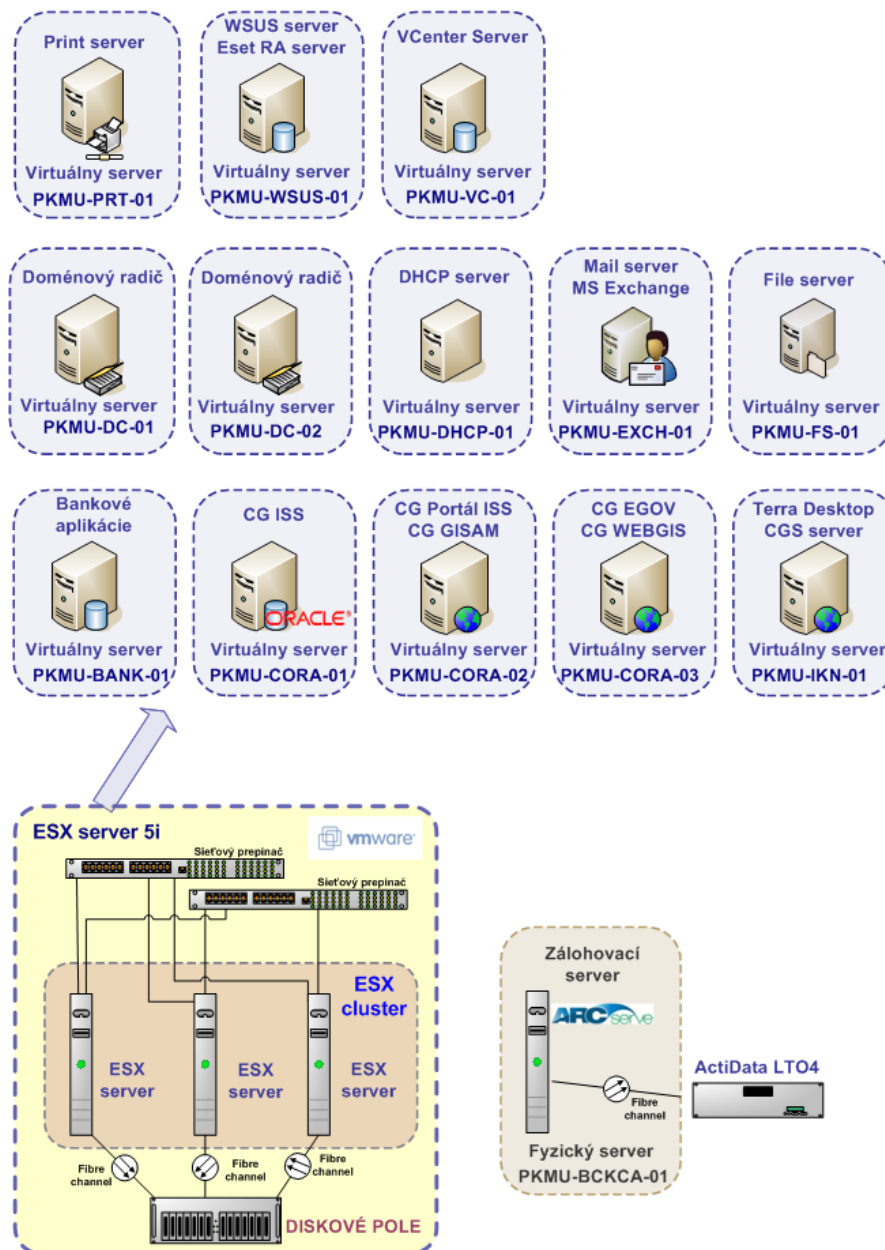 Print server
Virtuálny server
PKMU-PRT-01
WSUS server
Eset RA server
Virtuálny server
PKMU-WSUS-01
VCenter Server
Virtuálny server
PKMU-VC-01
Doménový radič
Virtuálny server
PKMU-DC-01
Doménový radič
Virtuálny server
PKMU-DC-02
DHCP server
Virtuálny server
PKMU-DHCP-01
Mail server
MS Exchange
Virtuálny server
PKMU-EXCH-01
File server
Virtuálny server
PKMU-FS-01
Bankové
aplikácie
Virtuálny server
PKMU-BANK-01
CG ISS
ORACLE®
Virtuálny server
PKMU-CORA-01
CG Portál ISS
CG GISAM
Virtuálny server
PKMU-CORA-02
CG EGOV
CG WEBGIS
Virtuálny server
PKMU-CORA-03
Terra Desktop
CGS server
Virtuálny server
PKMU-IKN-01
ESX server 5i
vmware®
Sieťový prepínač
Sieťový prepínač
ESX
cluster
ESX
server
ESX
server
ESX
server
Fibre
channel
Fibre
channel
Fibre
channel
DISKOVÉ POLE
Zálohovací
server
ARCserve
Fibre
channel
Fyzický server
PKMU-BCKCA-01
ActiData LTO4